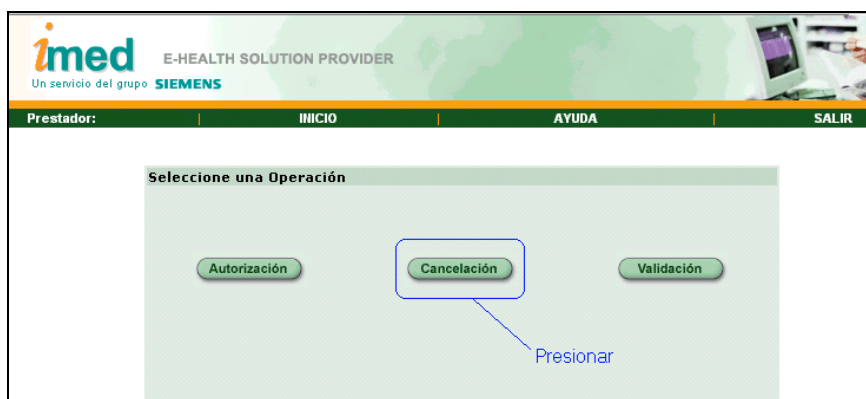 imed
E-HEALTH SOLUTION PROVIDER
Un servicio del grupo SIEMENS
Prestador: | INICIO | AYUDA | SALIR
Seleccione una Operación
Autorización Cancelación Validación
Presionar